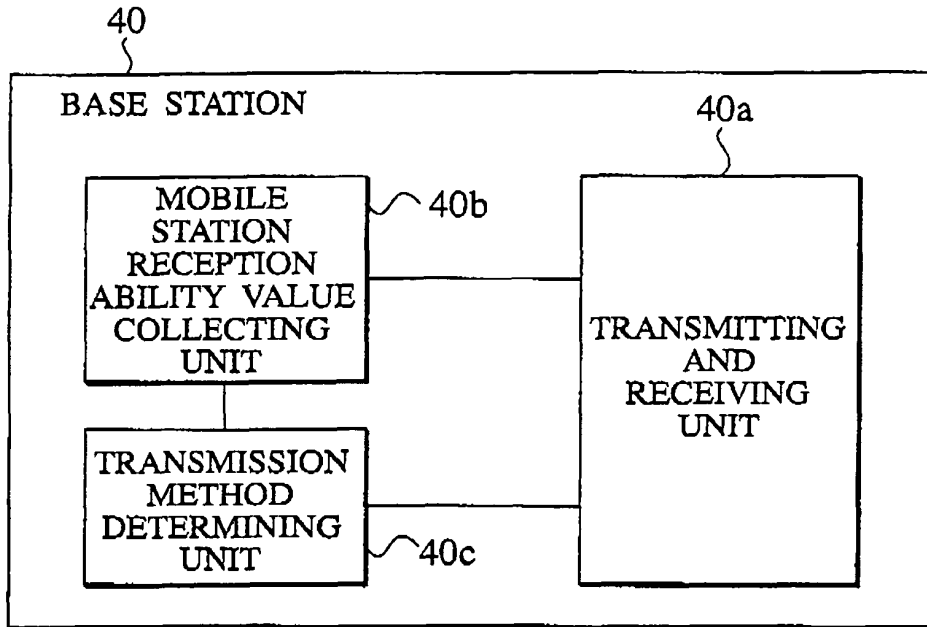 40
BASE STATION
40a
MOBILE
STATION
RECEPTION
ABILITY VALUE
COLLECTING
UNIT
40b
TRANSMITTING
AND
RECEIVING
UNIT
TRANSMISSION
METHOD
DETERMINING
UNIT
40c